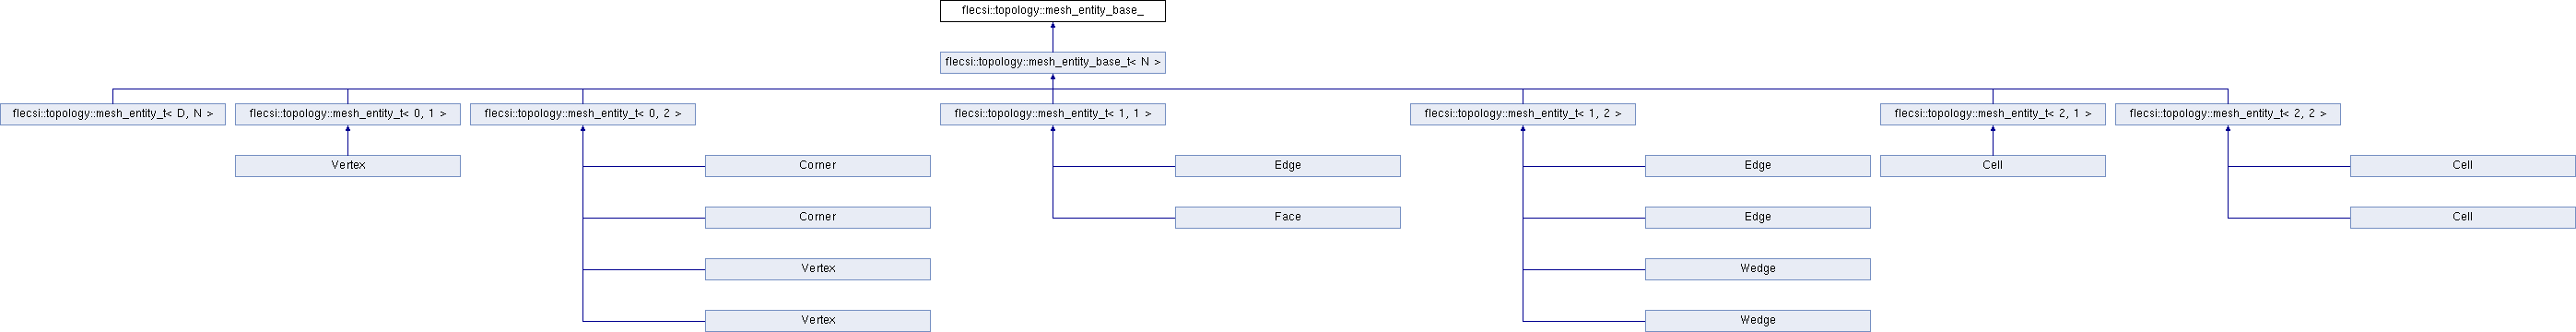 flecsi::topology::mesh_entity_base_
flecsi::topology::mesh_entity_base_t< N >
flecsi::topology::mesh_entity_t< D, N >
flecsi::topology::mesh_entity_t< 0, 1 >
flecsi::topology::mesh_entity_t< 0, 2 >
flecsi::topology::mesh_entity_t< 1, 1 >
flecsi::topology::mesh_entity_t< 1, 2 >
flecsi::topology::mesh_entity_t< 2, 1 >
flecsi::topology::mesh_entity_t< 2, 2 >
Vertex
Corner
Edge
Edge
Cell
Cell
Corner
Face
Edge
Cell
Vertex
Wedge
Vertex
Wedge